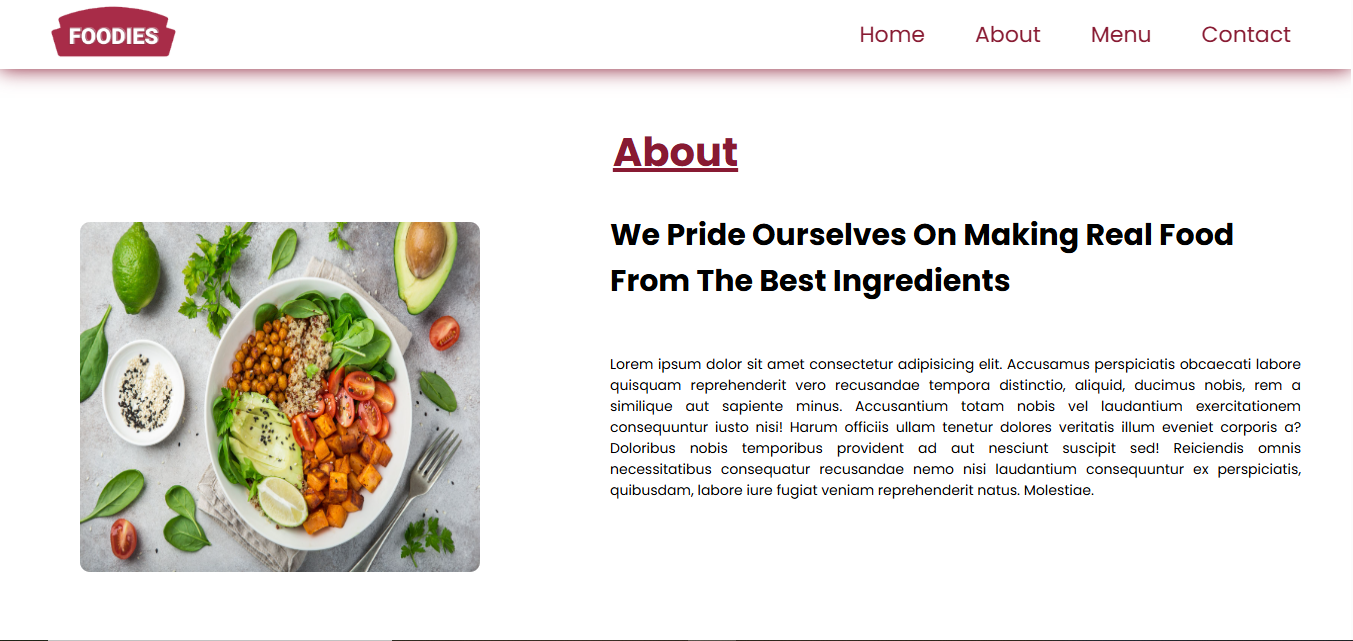 FOODIES
Home About Menu Contact
About
We Pride Ourselves On Making Real Food
From The Best Ingredients
Lorem ipsum dolor sit amet consectetur adipisicing elit. Accusamus perspiciatis obcaecati labore
quisquam reprehenderit vero recusandae tempora distinctio, aliquid, ducimus nobis, rem a
similique aut sapiente minus. Accusantium totam nobis vel laudantium exercitationem
consequuntur iusto nisi! Harum officiis ullam tenetur dolores veritatis illum eveniet corporis a?
Doloribus nobis temporibus provident ad aut nesciunt suscipit sed! Reiciendis omnis
necessitatibus consequatur recusandae nemo nisi laudantium consequuntur ex perspiciatis,
quibusdam, labore iure fugiat veniam reprehenderit natus. Molestiae.